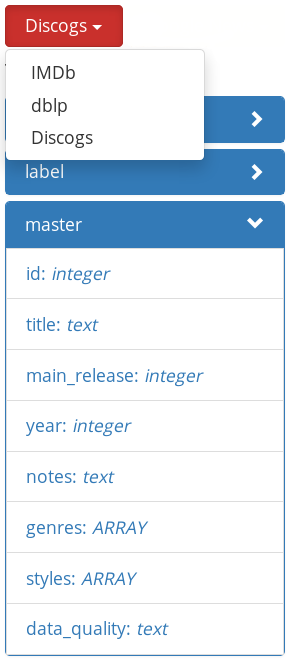 Discogs
IMDb
dblp
Discogs
label
master
id: integer
title: text
main_release: integer
year: integer
notes: text
genres: ARRAY
styles: ARRAY
data_quality: text